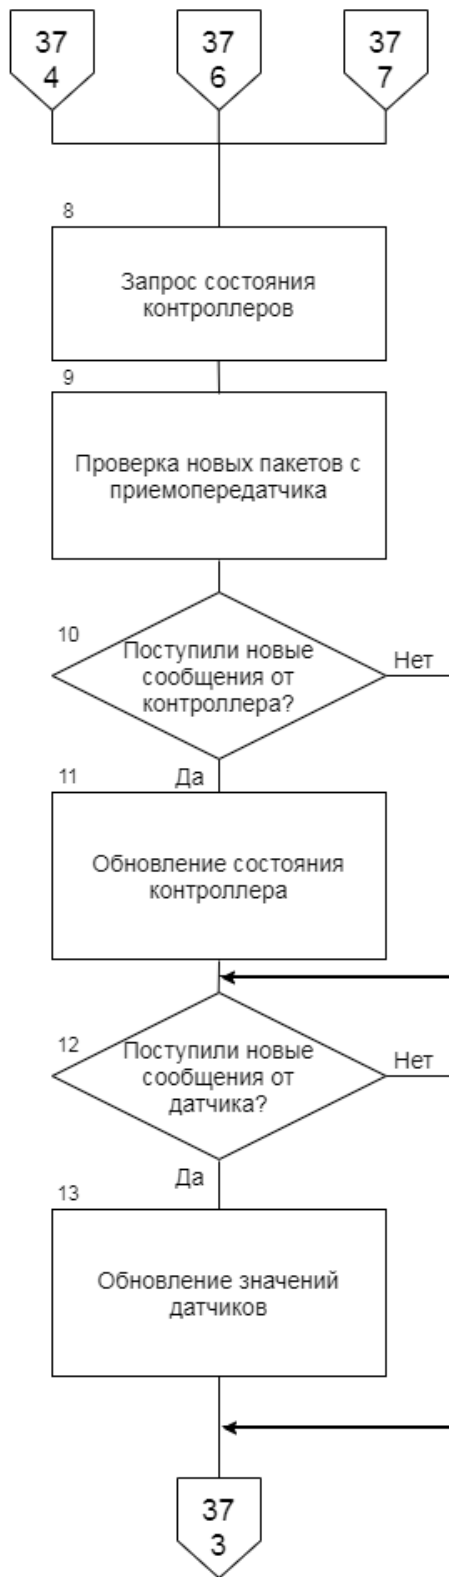 37
4
37
6
37
7
8
Запрос состояния
контроллеров
9
Проверка новых пакетов с
приемопередатчика
10
Поступили новые
сообщения от
контроллера?
Нет
Да
11
Обновление состояния
контроллера
12
Поступили новые
сообщения от
датчика?
Нет
Да
13
Обновление значений
датчиков
37
3